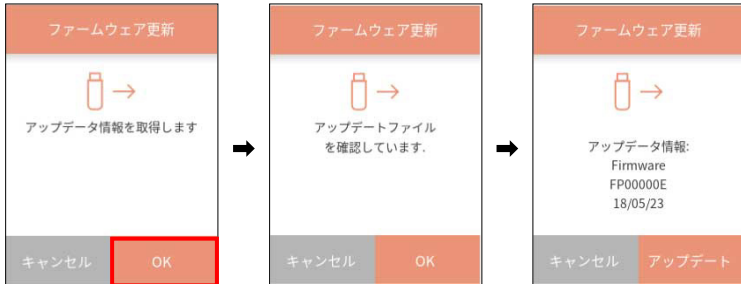 ファームウェア更新
アップデータ情報を取得します
キャンセル
OK
ファームウェア更新
アップデートファイル
を確認しています.
キャンセル
OK
ファームウェア更新
アップデータ情報:
Firmware
FP00000E
18/05/23
キャンセル
アップデート